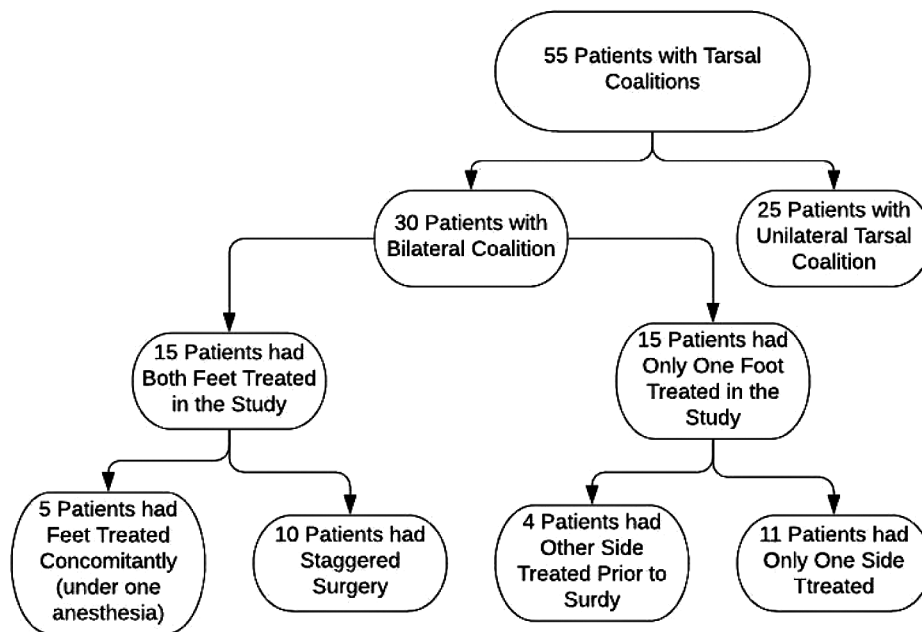 55 Patients with Tarsal
Coalitions
30 Patients with
Bilateral Coalition
25 Patients with
Unilateral Tarsal
Coalition
15 Patients had
Both Feet Treated
in the Study
15 Patients had
Only One Foot
Treated in the
Study
5 Patients had
Feet Treated
Concomitantly
(under one
anesthesia)
10 Patients had
Staggered
Surgery
4 Patients had
Other Side
Treated Prior to
Surdy
11 Patients had
Only One Side
Ttreated